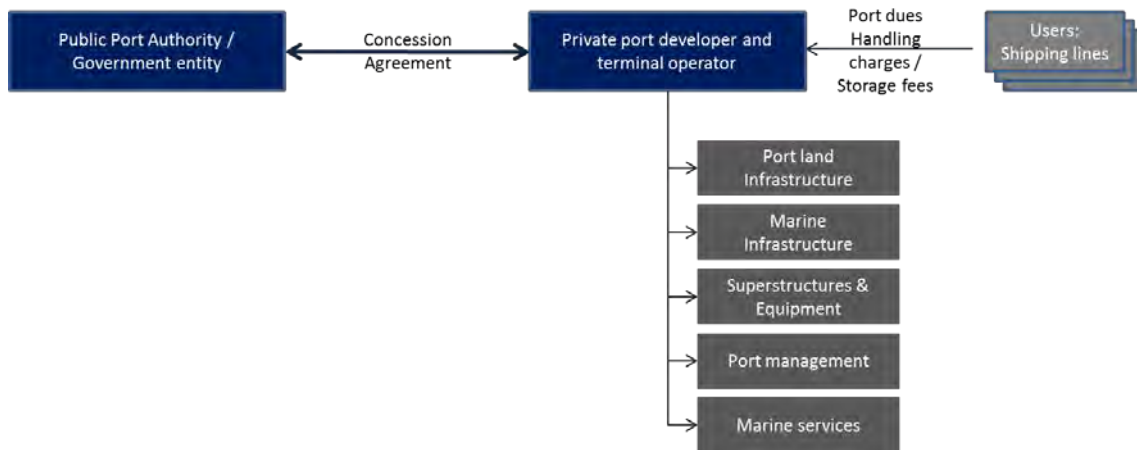 Public Port Authority /
Government entity
Concession
Agreement
Private port developer and
terminal operator
Port dues
Handling
charges /
Storage fees
Users:
Shipping lines
Port land
Infrastructure
Marine
Infrastructure
Superstructures &
Equipment
Port management
Marine services